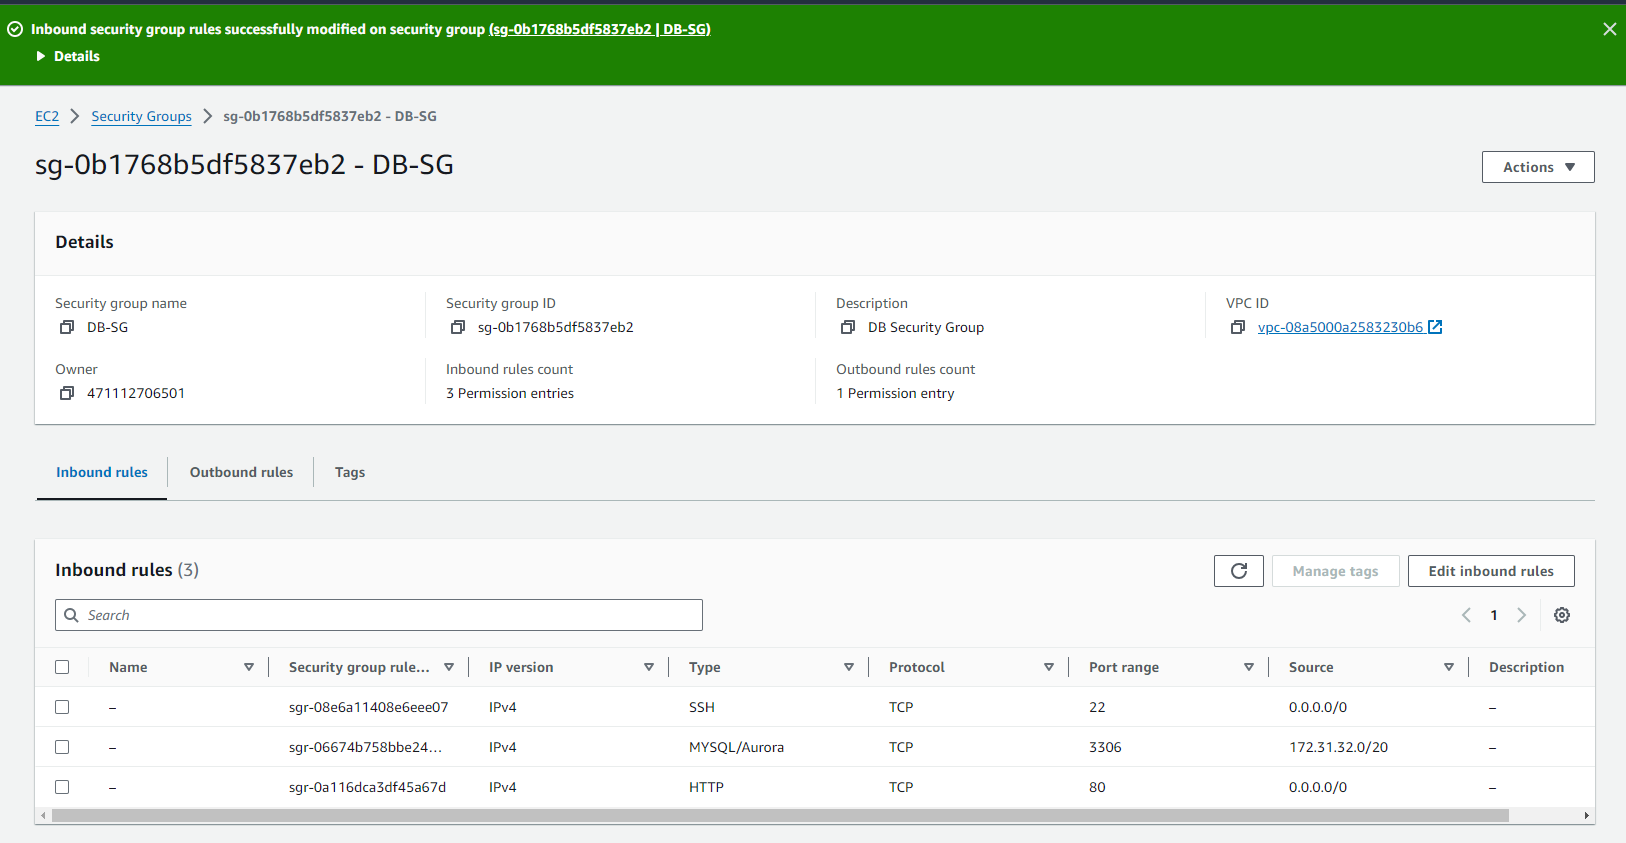 Inbound security group rules successfully modified on security group (sg-0b1768b5df5837eb2 | DB-SG)
Details
EC2 Security Groups sg-0b1768b5df5837eb2 - DB-SG
sg-0b1768b5df5837eb2 - DB-SG
Actions
Details
Security group name Security group ID Description VPC ID
DB-SG sg-0b1768b5df5837eb2 DB Security Group vpc-08a5000a2583230b6
Owner Inbound rules count Outbound rules count
471112706501 3 Permission entries 1 Permission entry
Inbound rules Outbound rules Tags
Inbound rules (3) Manage tags Edit inbound rules
Search 1
Name Security group rule... IP version Type Protocol Port range Source Description
– sgr-08e6a11408e6eee07 IPv4 SSH TCP 22 0.0.0.0/0 –
– sgr-06674b758bbe24... IPv4 MYSQL/Aurora TCP 3306 172.31.32.0/20 –
– sgr-0a116dca3df45a67d IPv4 HTTP TCP 80 0.0.0.0/0 –